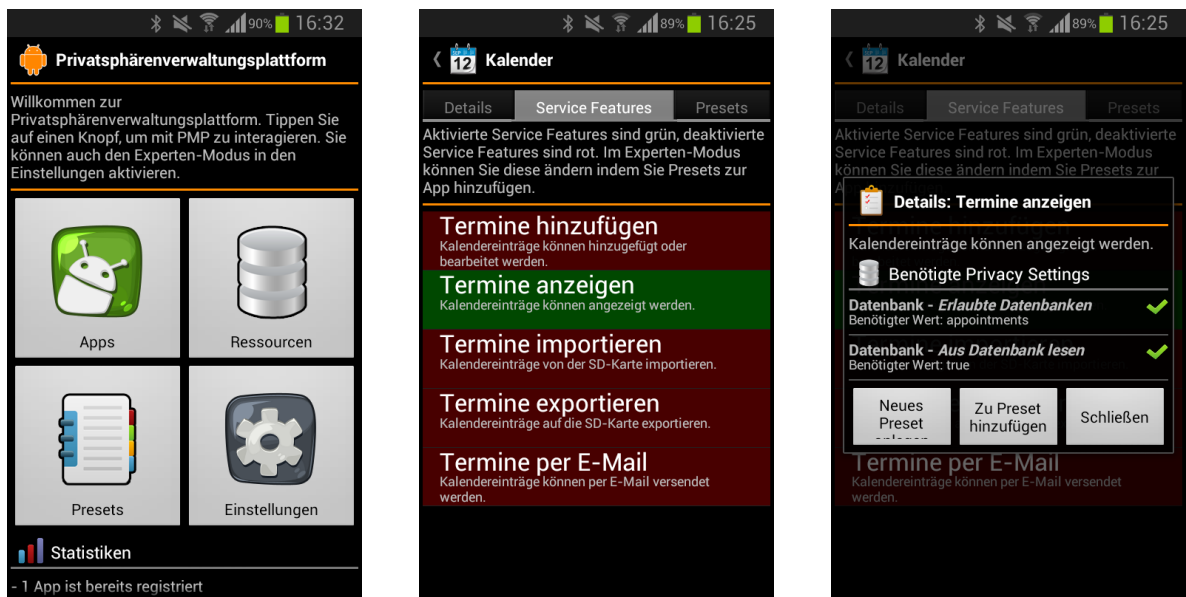 90% 16:32
Privatsphärenverwaltungsplattform
Willkommen zur
Privatsphärenverwaltungsplattform. Tippen Sie
auf einen Knopf, um mit PMP zu interagieren. Sie
können auch den Experten-Modus in den
Einstellungen aktivieren.
Apps
Ressourcen
Presets
Einstellungen
Statistiken
- 1 App ist bereits registriert
89% 16:25
12 Kalender
Details Service Features Presets
Aktivierte Service Features sind grün, deaktivierte
Service Features sind rot. Im Experten-Modus
können Sie diese ändern indem Sie Presets zur
App hinzufügen.
Termine hinzufügen
Kalendereinträge können hinzugefügt oder
bearbeitet werden.
Termine anzeigen
Kalendereinträge können angezeigt werden.
Termine importieren
Kalendereinträge von der SD-Karte importieren.
Termine exportieren
Kalendereinträge auf die SD-Karte exportieren.
Termine per E-Mail
Kalendereinträge können per E-Mail versendet
werden.
89% 16:25
12 Kalender
Details Service Features Presets
Aktivierte Service Features sind grün, deaktivierte
Service Features sind rot. Im Experten-Modus
können Sie diese ändern indem Sie Presets zur
Details: Termine anzeigen
Kalendereinträge können angezeigt werden.
Benötigte Privacy Settings
Datenbank - Erlaubte Datenbanken
Benötigter Wert: appointments
Datenbank - Aus Datenbank lesen
Benötigter Wert: true
Neues
Preset
Zu Preset
hinzufügen
Schließen
Termine per E-Mail
Kalendereinträge können per E-Mail versendet
werden.